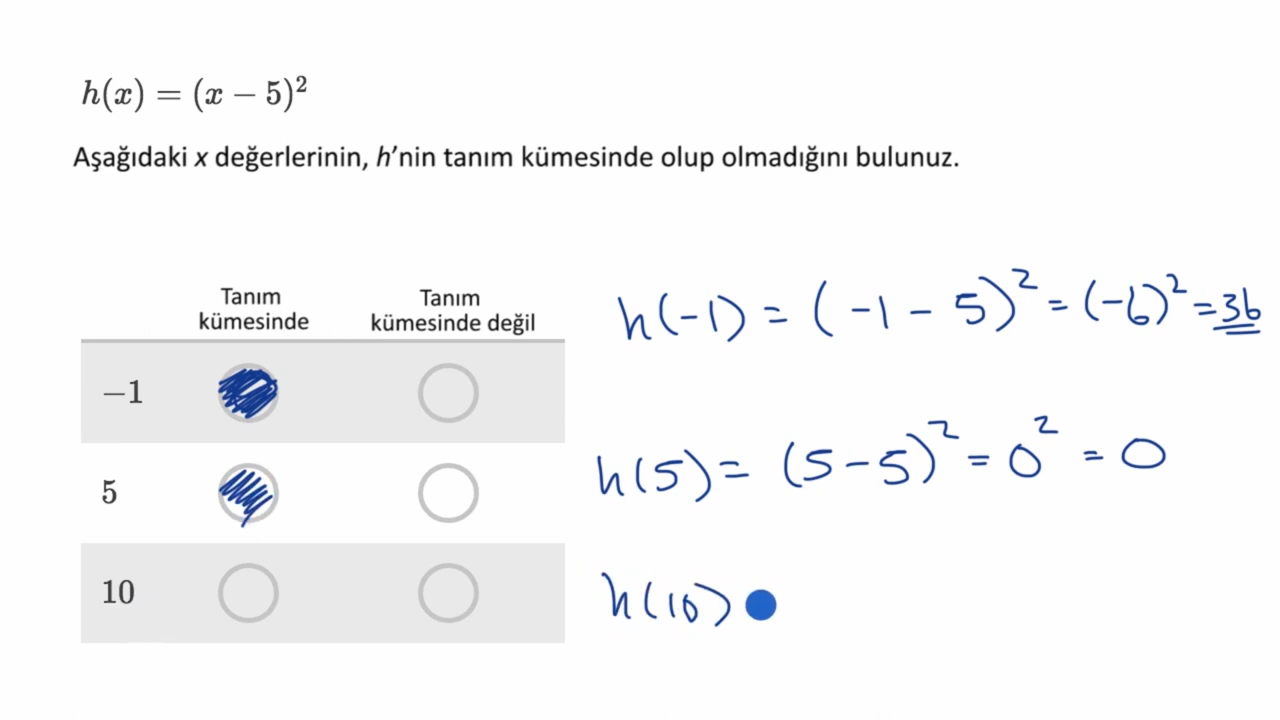 h(x) = (x − 5)²
Aşağıdaki x değerlerinin, h’nin tanım kümesinde olup olmadığını bulunuz.
Tanım kümesinde
Tanım kümesinde değil
h(-1) = (-1 - 5)² = (-6)² = 36
−1
h(5) = (5-5)² = 0² = 0
5
10
h(10)